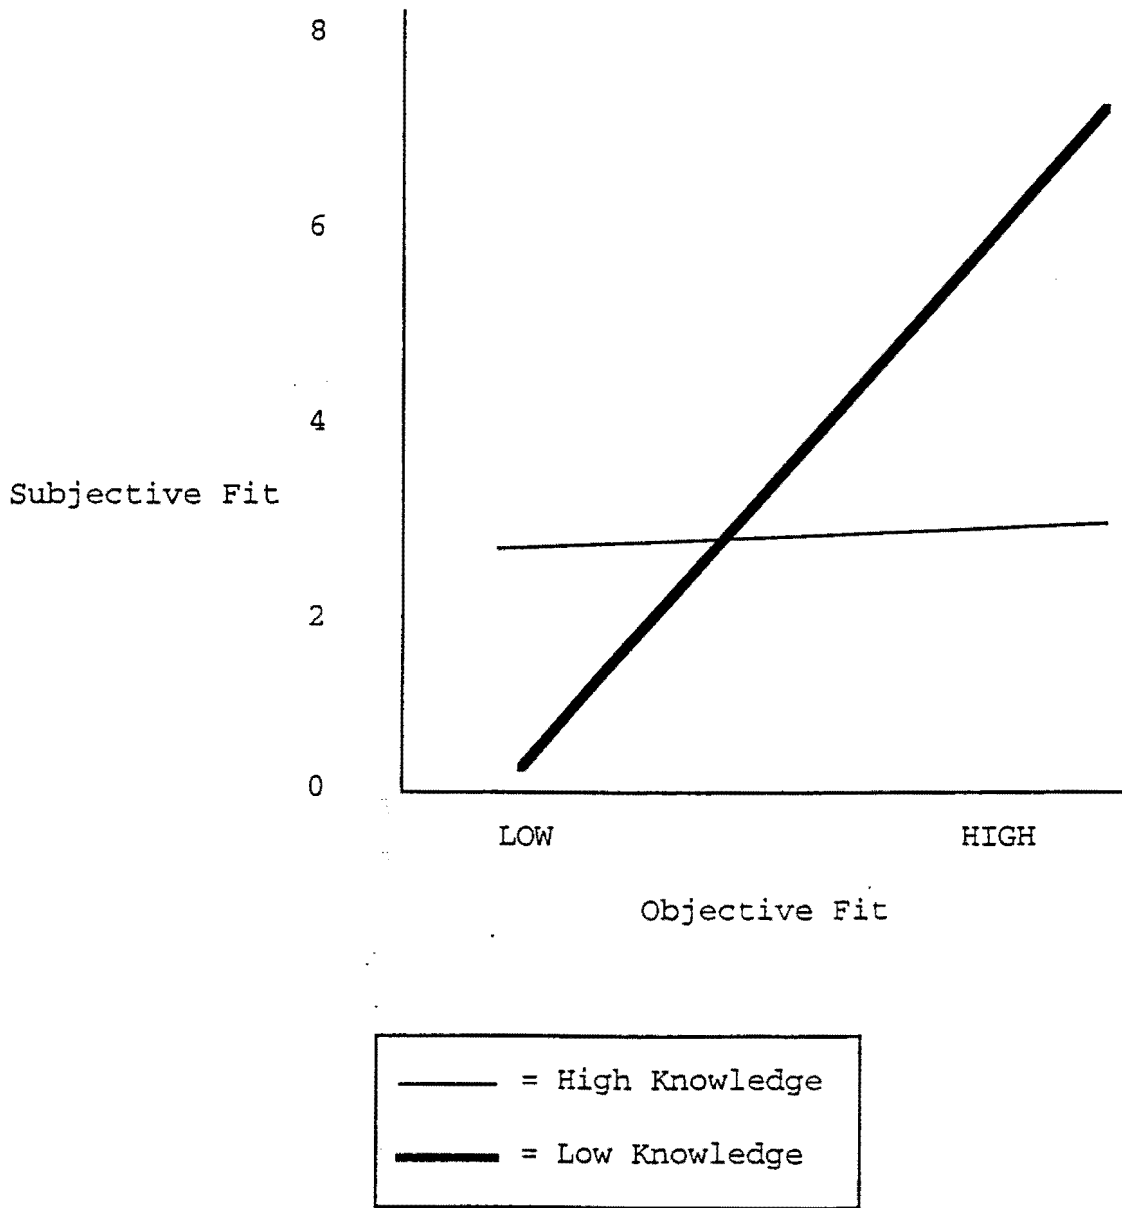 8
6
4
Subjective Fit
2
0
LOW HIGH
Objective Fit
= High Knowledge
= Low Knowledge